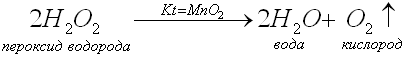 Kt=MnO₂
2H₂O₂ → 2H₂O + O₂ ↑
пероксид водорода вода кислород